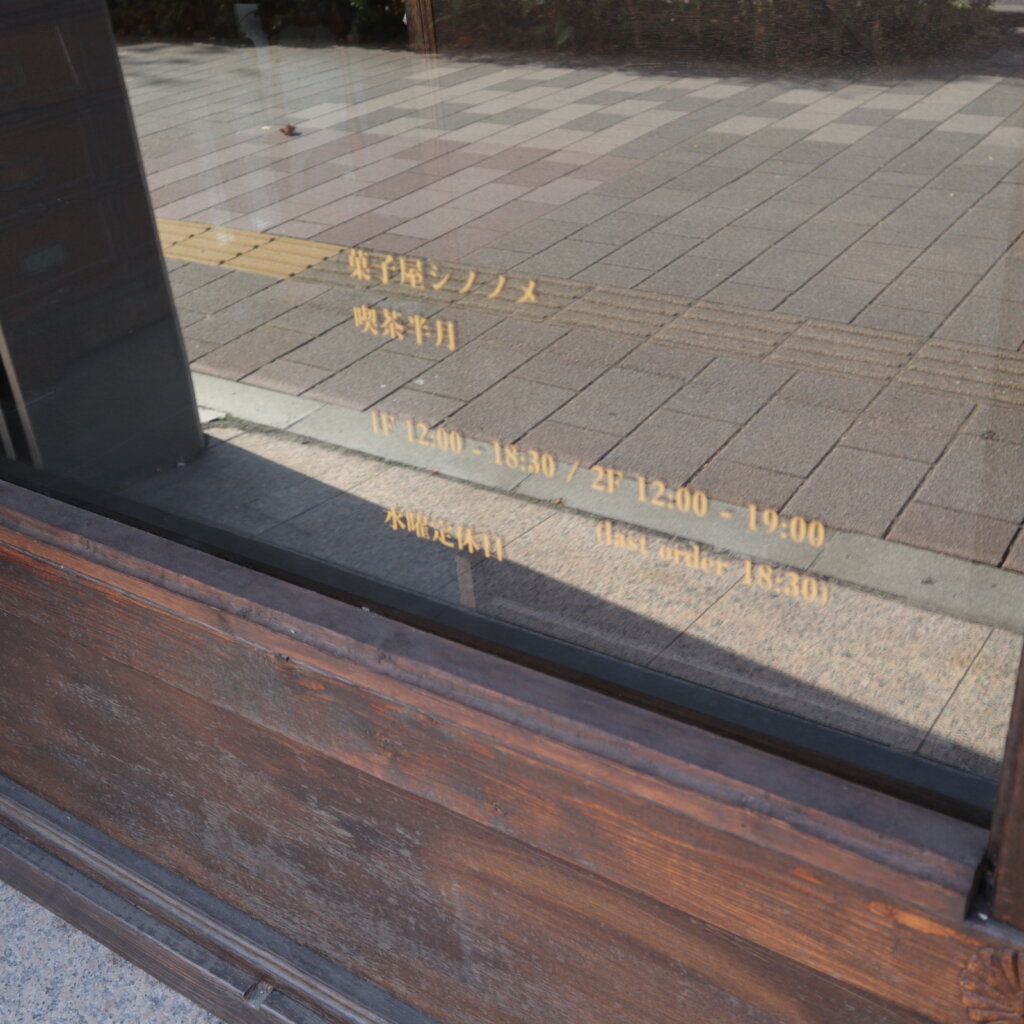 菓子屋シノノメ
喫茶半月
1F 12:00 - 18:30 / 2F 12:00 - 19:00
(last order 18:30)
水曜定休日